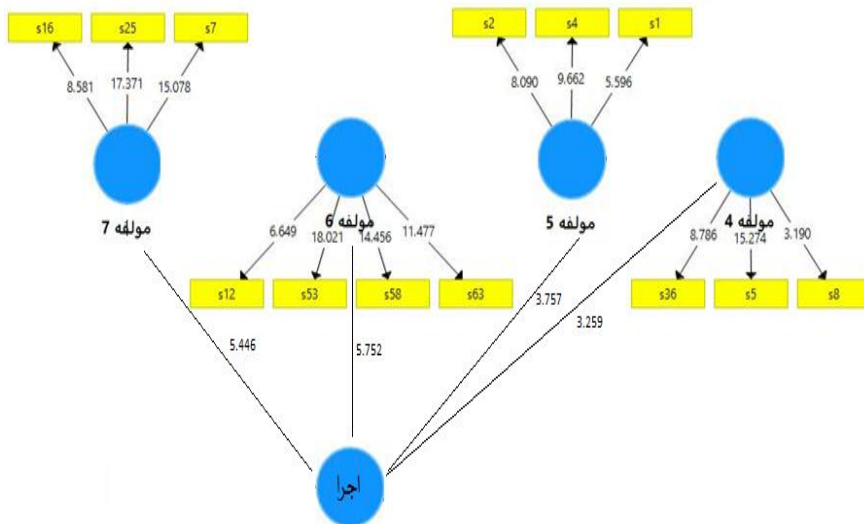 s16
s25
s7
s2
s4
s1
8.581
17.371
15.078
8.090
9.662
5.596
مولفه 7
مولفه 6
مولفه 5
مولفه 4
6.649
18.021
14.456
11.477
8.786
15.274
3.190
s12
s53
s58
s63
s36
s5
s8
5.446
5.752
3.757
3.259
اجرا